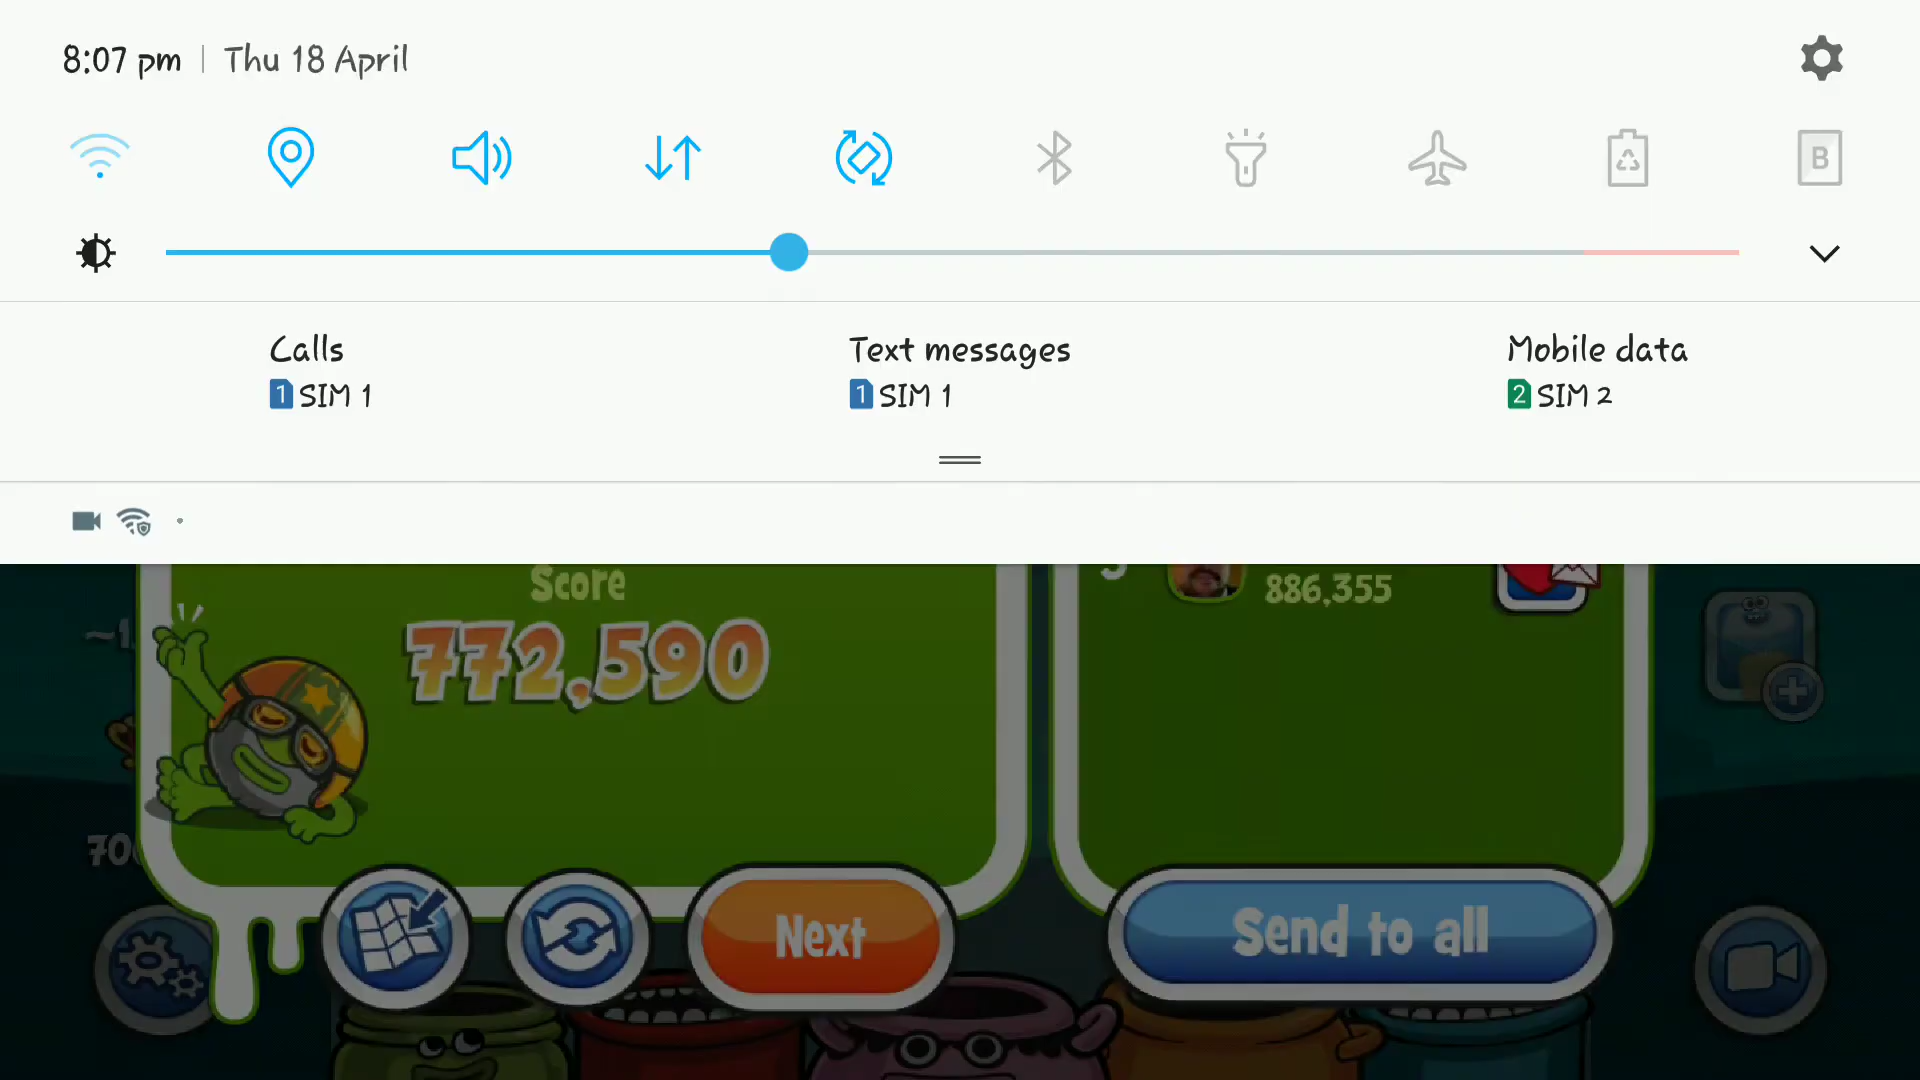 8:07 pm | Thu 18 April
B
Calls
1 SIM 1
Text messages
1 SIM 1
Mobile data
2 SIM 2
Score
772,590
886,355
Next
Send to all